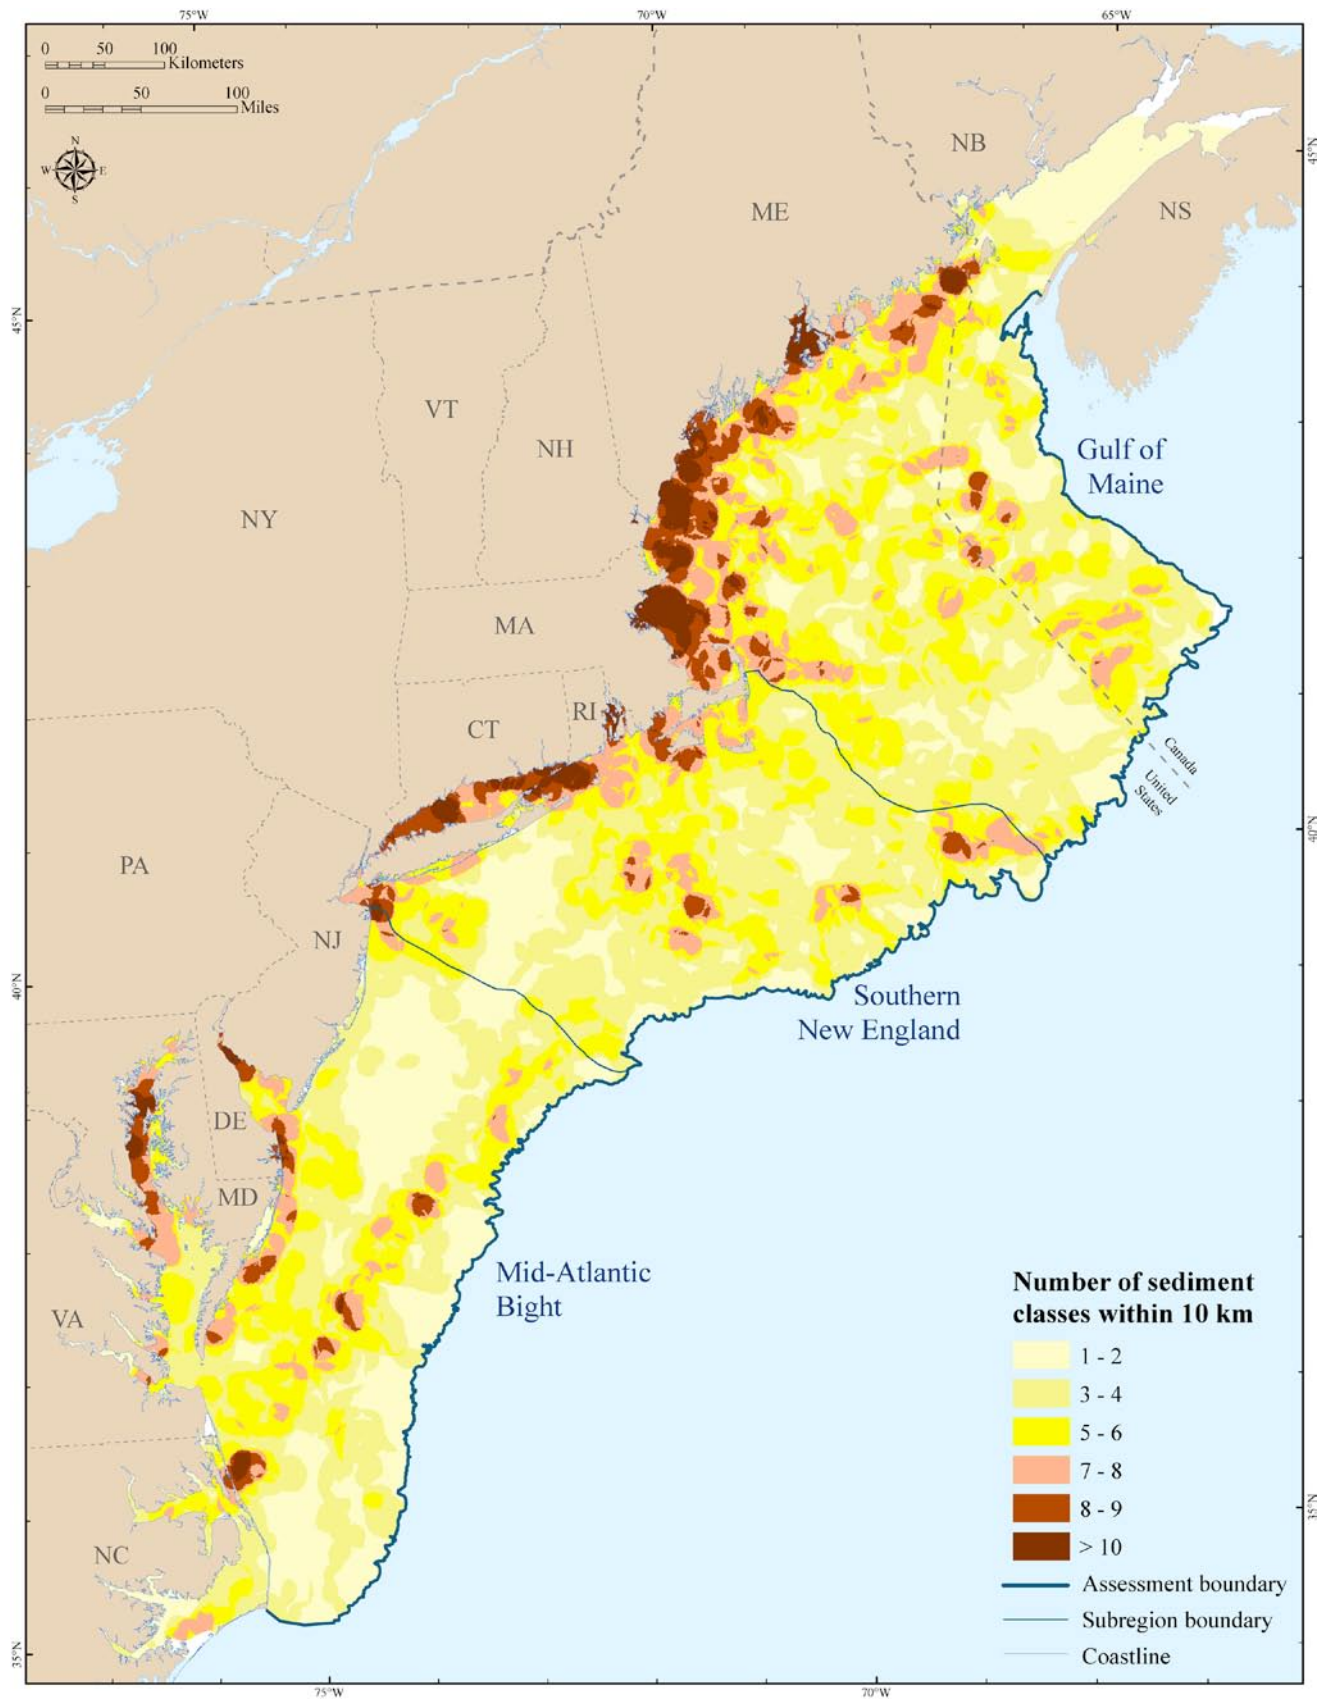 75°W
70°W
65°W
0 50 100
Kilometers
0 50 100
Miles
N
W E
S
NB
45°N
ME
NS
45°N
VT
Gulf of
Maine
NH
NY
MA
RI
CT
Canada
United
States
40°N
PA
NJ
40°N
Southern
New England
DE
MD
Mid-Atlantic
Bight
VA
Number of sediment
classes within 10 km
1 - 2
3 - 4
5 - 6
7 - 8
8 - 9
> 10
35°N
NC
Assessment boundary
Subregion boundary
Coastline
35°N
75°W
70°W